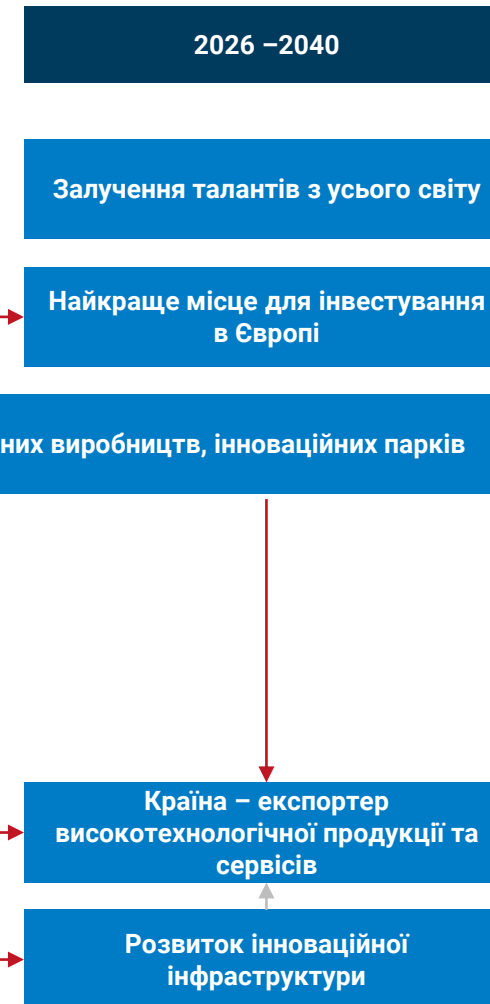 2026 –2040
Залучення талантів з усього світу
Найкраще місце для інвестування
в Європі
них виробництв, інноваційних парків
Країна – експортер
високотехнологічної продукції та
сервісів
Розвиток інноваційної
інфраструктури